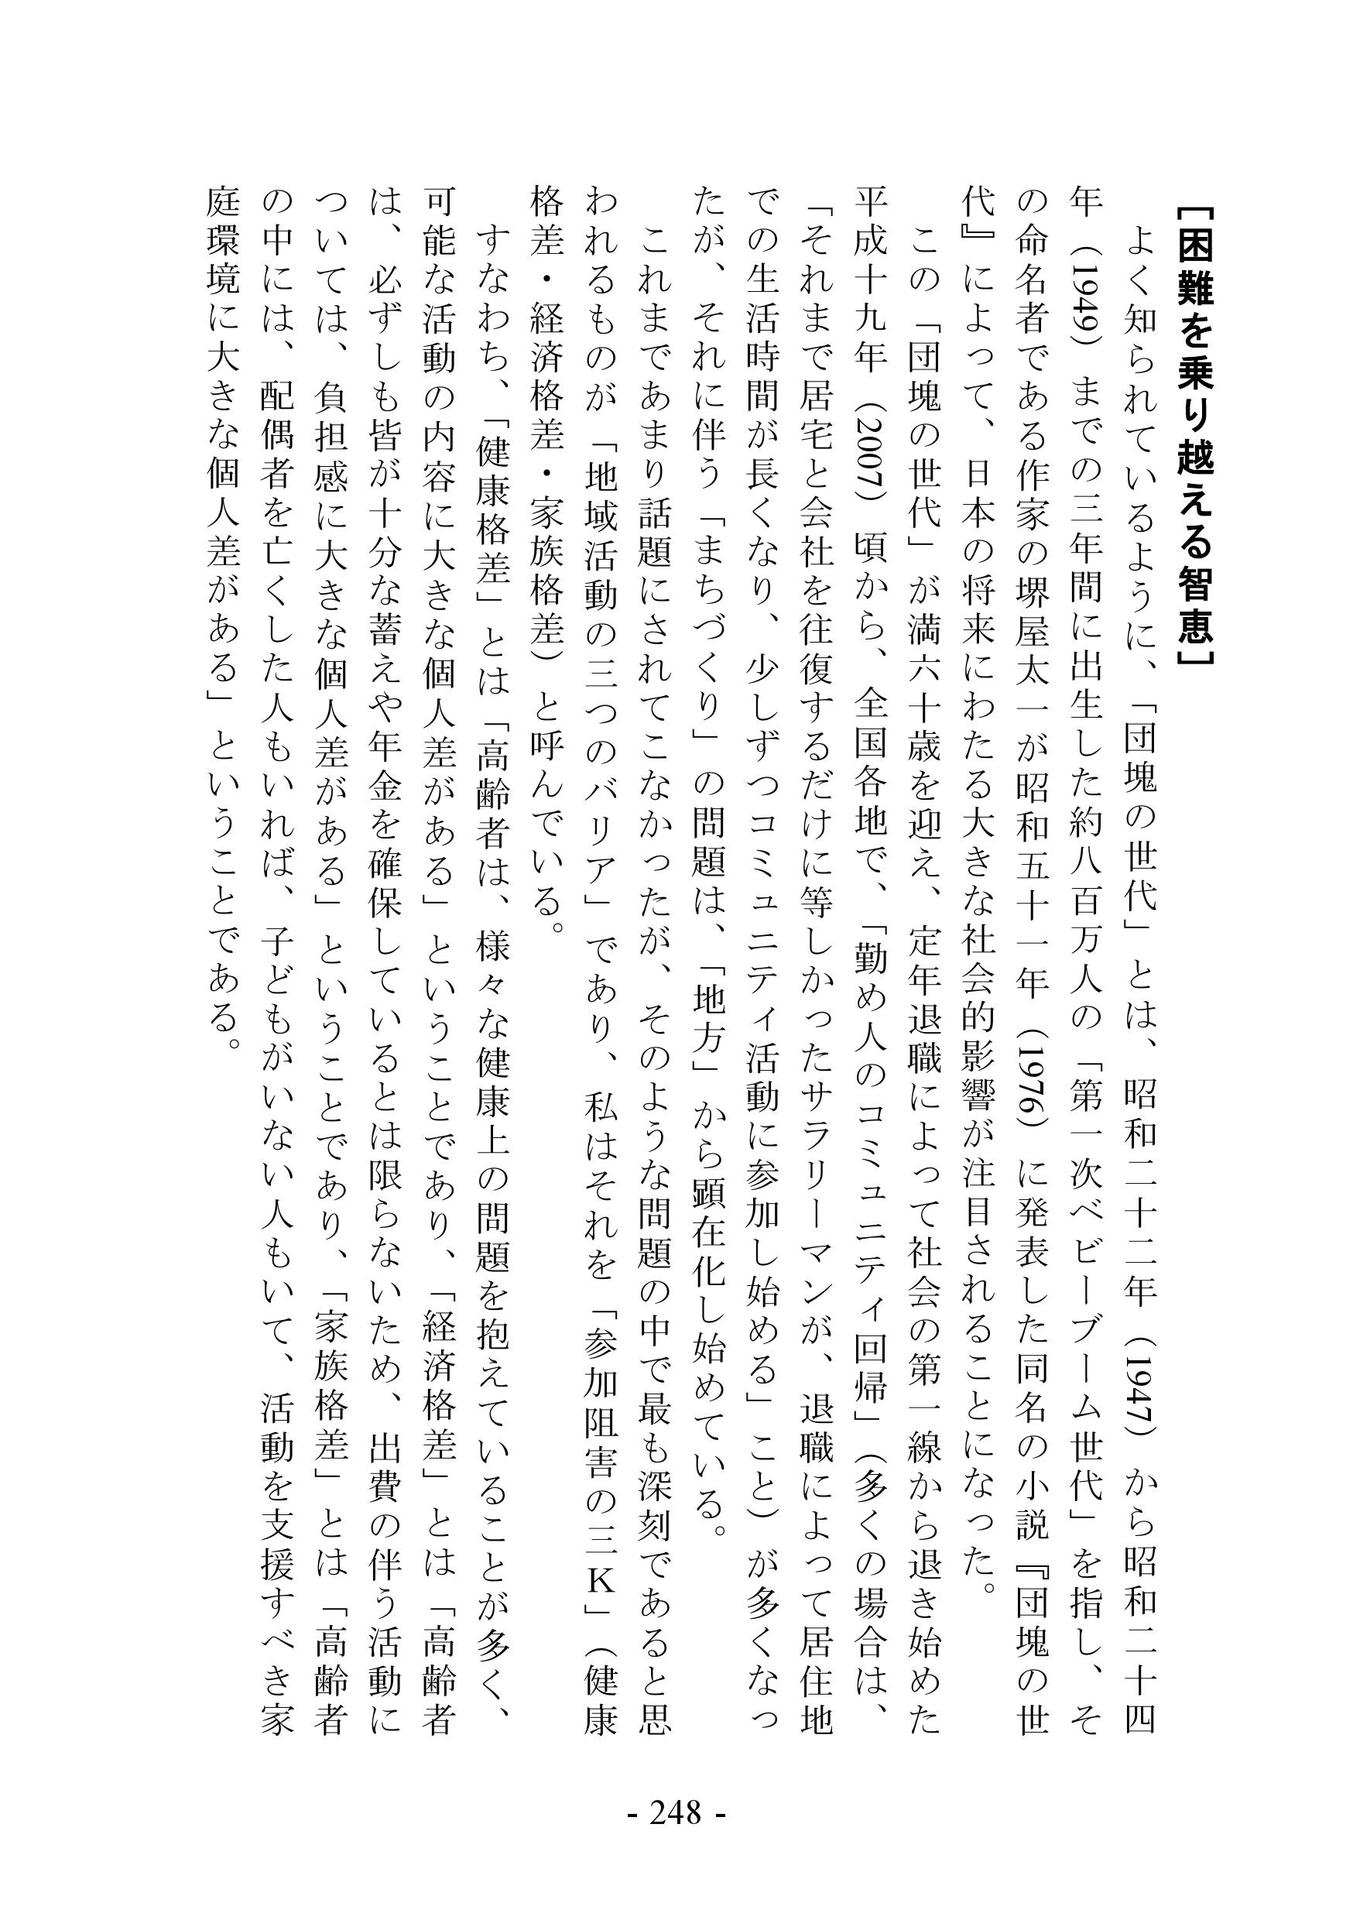 ［困難を乗り越える智恵］
よく知られているように、「団塊の世代」とは、昭和二十二年（1947）から昭和二十四
年（1949）までの三年間に出生した約八百万人の「第一次ベビーブーム世代」を指し、そ
の命名者である作家の堺屋太一が昭和五十一年（1976）に発表した同名の小説『団塊の世
代』によって、日本の将来にわたる大きな社会的影響が注目されることになった。
この「団塊の世代」が満六十歳を迎え、定年退職によって社会の第一線から退き始めた
平成十九年（2007）頃から、全国各地で、「勤め人のコミュニティ回帰」（多くの場合は、
「それまで居宅と会社を往復するだけに等しかったサラリーマンが、退職によって居住地
での生活時間が長くなり、少しずつコミュニティ活動に参加し始める」こと）が多くなっ
たが、それに伴う「まちづくり」の問題は、「地方」から顕在化し始めている。
これまであまり話題にされてこなかったが、そのような問題の中で最も深刻であると思
われるものが「地域活動の三つのバリア」であり、私はそれを「参加阻害の三Ｋ」（健康
格差・経済格差・家族格差）と呼んでいる。
すなわち、「健康格差」とは「高齢者は、様々な健康上の問題を抱えていることが多く、
可能な活動の内容に大きな個人差がある」ということであり、「経済格差」とは「高齢者
は、必ずしも皆が十分な蓄えや年金を確保しているとは限らないため、出費の伴う活動に
ついては、負担感に大きな個人差がある」ということであり、「家族格差」とは「高齢者
の中には、配偶者を亡くした人もいれば、子どもがいない人もいて、活動を支援すべき家
庭環境に大きな個人差がある」ということである。
- 248 -